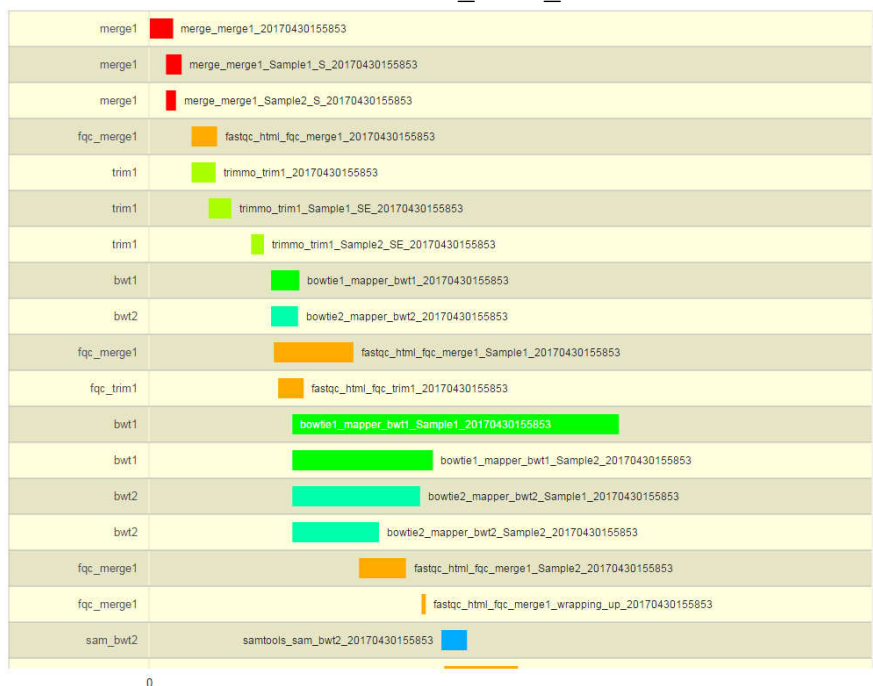 merge1 merge_merge1_20170430155853
merge1 merge_merge1_Sample1_S_20170430155853
merge1 merge_merge1_Sample2_S_20170430155853
fqc_merge1 fastqc_html_fqc_merge1_20170430155853
trim1 trimmo_trim1_20170430155853
trim1 trimmo_trim1_Sample1_SE_20170430155853
trim1 trimmo_trim1_Sample2_SE_20170430155853
bwt1 bowtie1_mapper_bwt1_20170430155853
bwt2 bowtie2_mapper_bwt2_20170430155853
fqc_merge1 fastqc_html_fqc_merge1_Sample1_20170430155853
fqc_trim1 fastqc_html_fqc_trim1_20170430155853
bwt1 bowtie1_mapper_bwt1_Sample1_20170430155853
bwt1 bowtie1_mapper_bwt1_Sample2_20170430155853
bwt2 bowtie2_mapper_bwt2_Sample1_20170430155853
bwt2 bowtie2_mapper_bwt2_Sample2_20170430155853
fqc_merge1 fastqc_html_fqc_merge1_Sample2_20170430155853
fqc_merge1 fastqc_html_fqc_merge1_wrapping_up_20170430155853
sam_bwt2 samtools_sam_bwt2_20170430155853
0